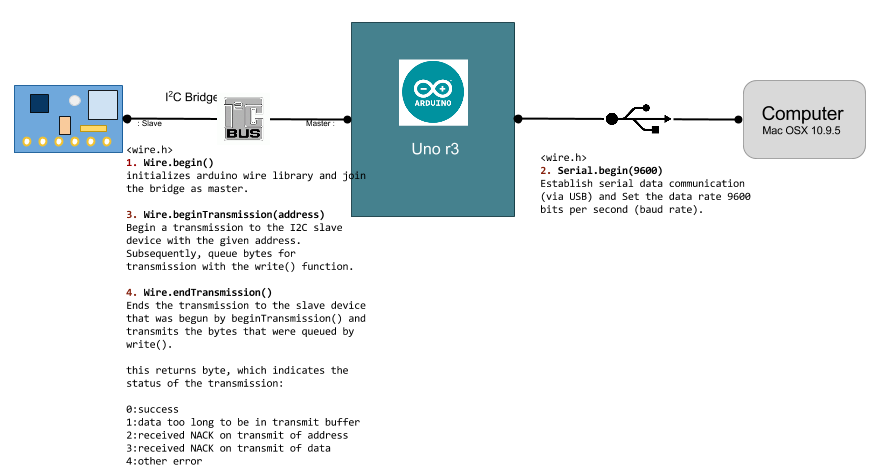 I²C Bridge
I²C
BUS
: Slave
Master :
ARDUINO
Uno r3
Computer
Mac OSX 10.9.5
<wire.h>
1. Wire.begin()
initializes arduino wire library and join
the bridge as master.
3. Wire.beginTransmission(address)
Begin a transmission to the I2C slave
device with the given address.
Subsequently, queue bytes for
transmission with the write() function.
4. Wire.endTransmission()
Ends the transmission to the slave device
that was begun by beginTransmission() and
transmits the bytes that were queued by
write().
this returns byte, which indicates the
status of the transmission:
0:success
1:data too long to be in transmit buffer
2:received NACK on transmit of address
3:received NACK on transmit of data
4:other error
<wire.h>
2. Serial.begin(9600)
Establish serial data communication
(via USB) and Set the data rate 9600
bits per second (baud rate).